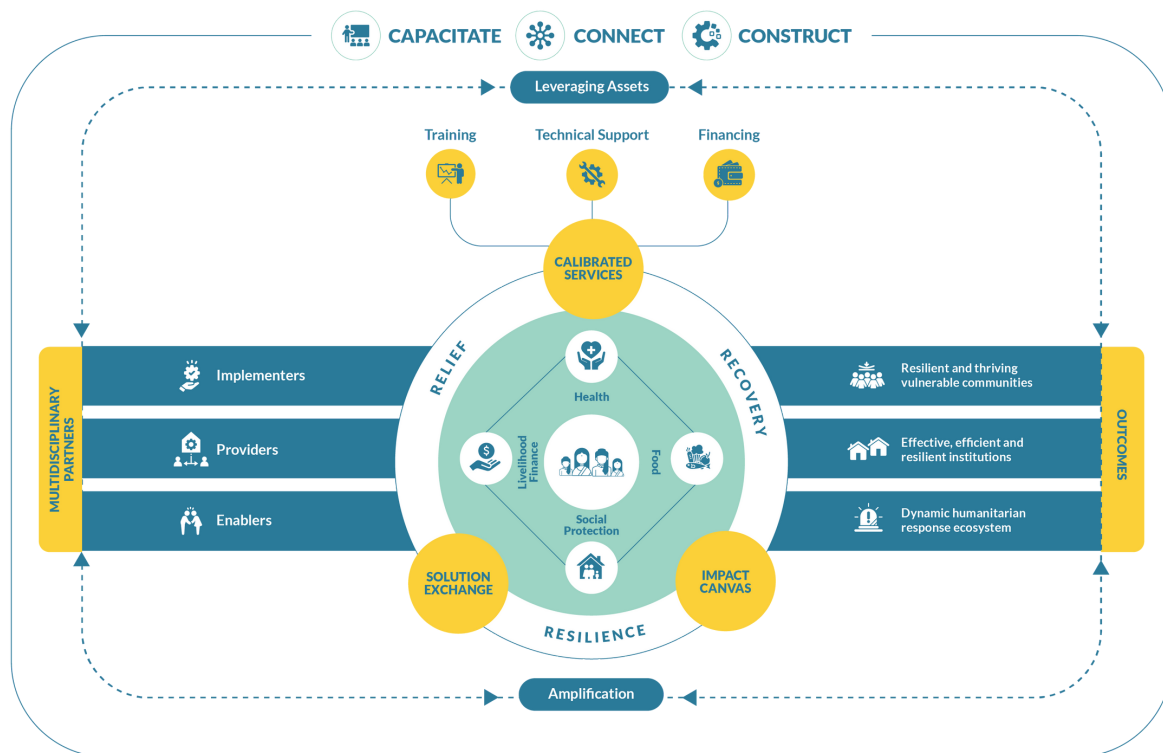 CAPACITATE
CONNECT
CONSTRUCT
Leveraging Assets
Training
Technical Support
Financing
CALIBRATED
SERVICES
MULTIDISCIPLINARY
PARTNERS
Implementers
Providers
Enablers
RELIEF
RECOVERY
RESILIENCE
Health
Livelihood
Finance
Food
Social
Protection
SOLUTION
EXCHANGE
IMPACT
CANVAS
Resilient and thriving
vulnerable communities
Effective, efficient and
resilient institutions
Dynamic humanitarian
response ecosystem
OUTCOMES
Amplification